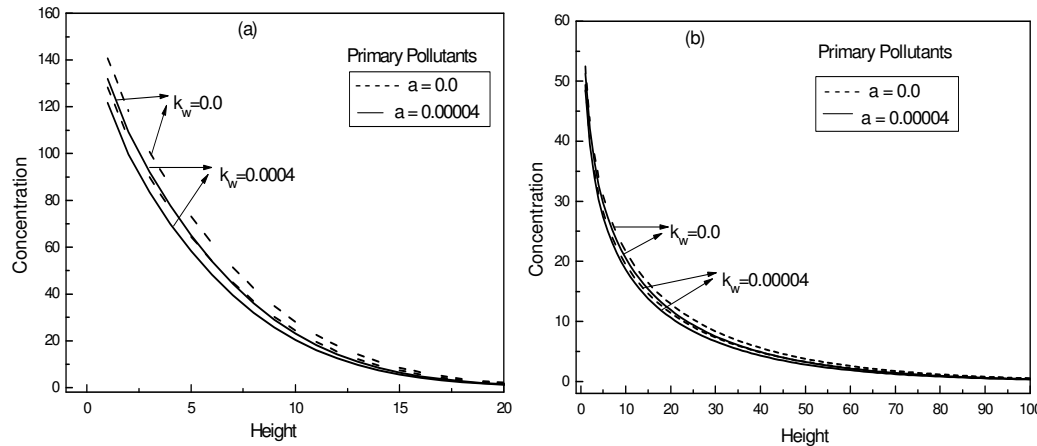 (a)
Primary Pollutants
a = 0.0
a = 0.00004
k_w=0.0
k_w=0.0004
Concentration
160
140
120
100
80
60
40
20
0
0 5 10 15 20
Height
(b)
Primary Pollutants
a = 0.0
a = 0.00004
k_w=0.0
k_w=0.00004
Concentration
60
50
40
30
20
10
0
0 10 20 30 40 50 60 70 80 90 100
Height